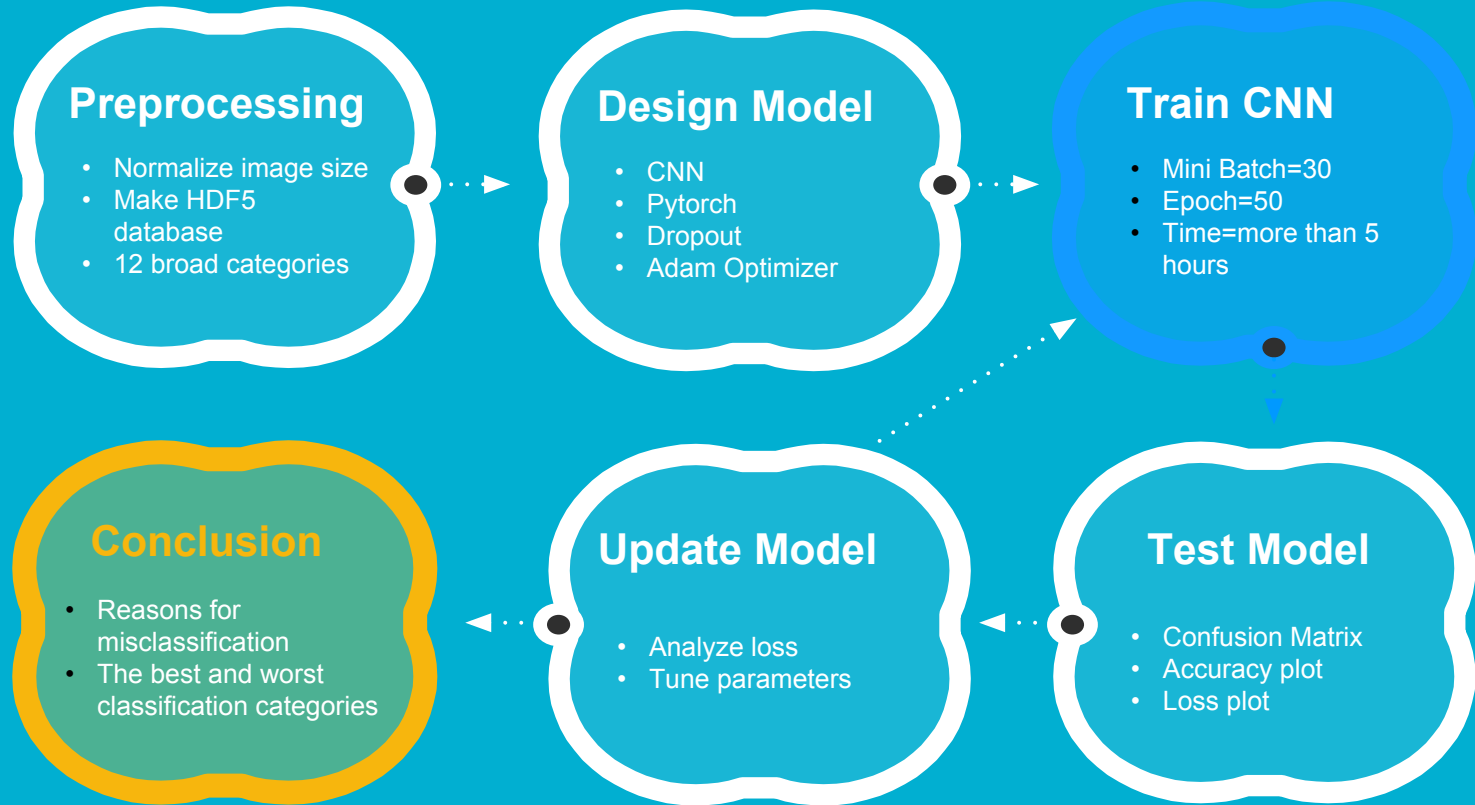 Preprocessing
• Normalize image size
• Make HDF5
database
• 12 broad categories
Design Model
• CNN
• Pytorch
• Dropout
• Adam Optimizer
Train CNN
• Mini Batch=30
• Epoch=50
• Time=more than 5
hours
Conclusion
• Reasons for
misclassification
• The best and worst
classification categories
Update Model
• Analyze loss
• Tune parameters
Test Model
• Confusion Matrix
• Accuracy plot
• Loss plot